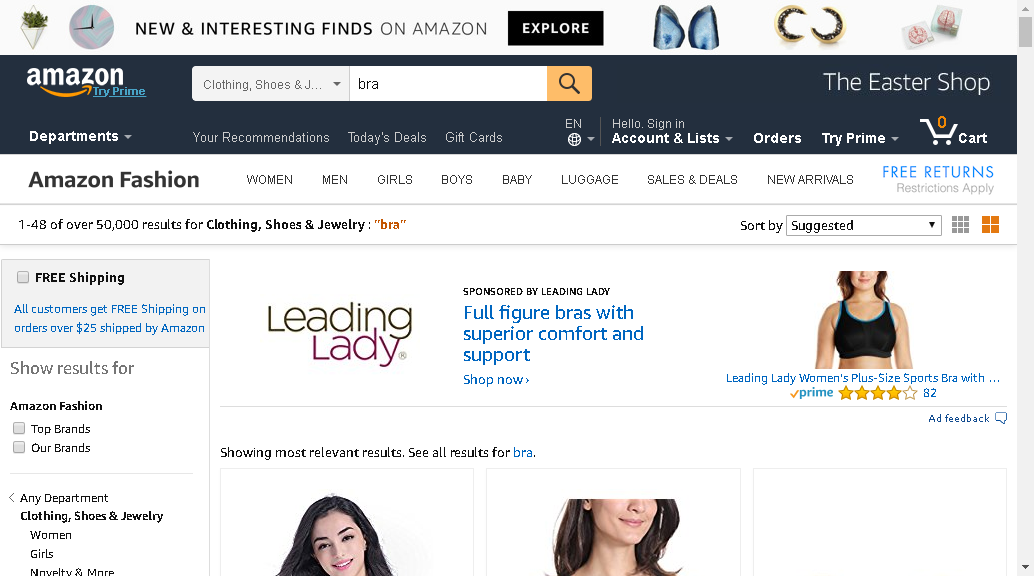 NEW & INTERESTING FINDS ON AMAZON EXPLORE
amazon
Try Prime
Clothing, Shoes & J...
bra
The Easter Shop
Departments
Your Recommendations
Today's Deals
Gift Cards
EN
Hello. Sign in
Account & Lists
Orders
Try Prime
0
Cart
Amazon Fashion
WOMEN
MEN
GIRLS
BOYS
BABY
LUGGAGE
SALES & DEALS
NEW ARRIVALS
FREE RETURNS
Restrictions Apply
1-48 of over 50,000 results for Clothing, Shoes & Jewelry : "bra"
Sort by Suggested
FREE Shipping
All customers get FREE Shipping on
orders over $25 shipped by Amazon
Show results for
Amazon Fashion
Top Brands
Our Brands
Any Department
Clothing, Shoes & Jewelry
Women
Girls
Novelty & More
Leading
Lady®
SPONSORED BY LEADING LADY
Full figure bras with
superior comfort and
support
Shop now ›
Leading Lady Women's Plus-Size Sports Bra with ...
prime 82
Ad feedback
Showing most relevant results. See all results for bra.